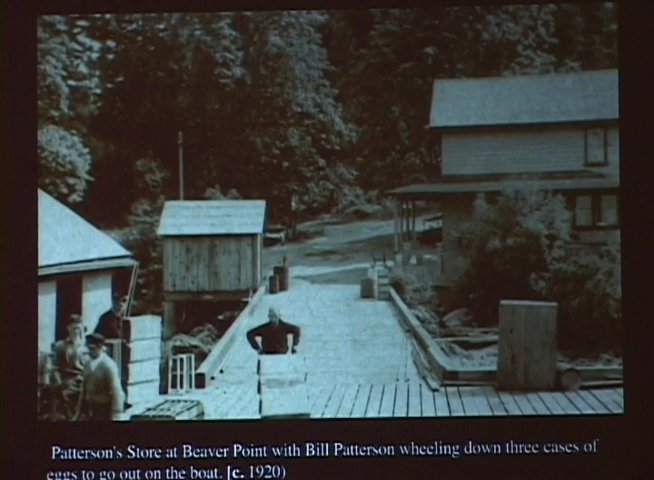 Patterson's Store at Beaver Point with Bill Patterson wheeling down three cases of
eggs to go out on the boat. [c. 1920)